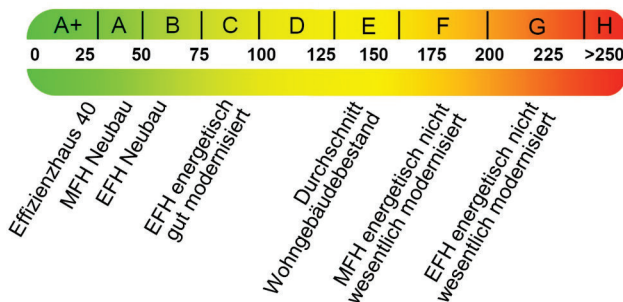 A+ A B C D E F G H
0 25 50 75 100 125 150 175 200 225 >250
Effizienzhaus 40
MFH Neubau
EFH Neubau
EFH energetisch
gut modernisiert
Durchschnitt
Wohngebäudebestand
MFH energetisch nicht
wesentlich modernisiert
EFH energetisch nicht
wesentlich modernisiert